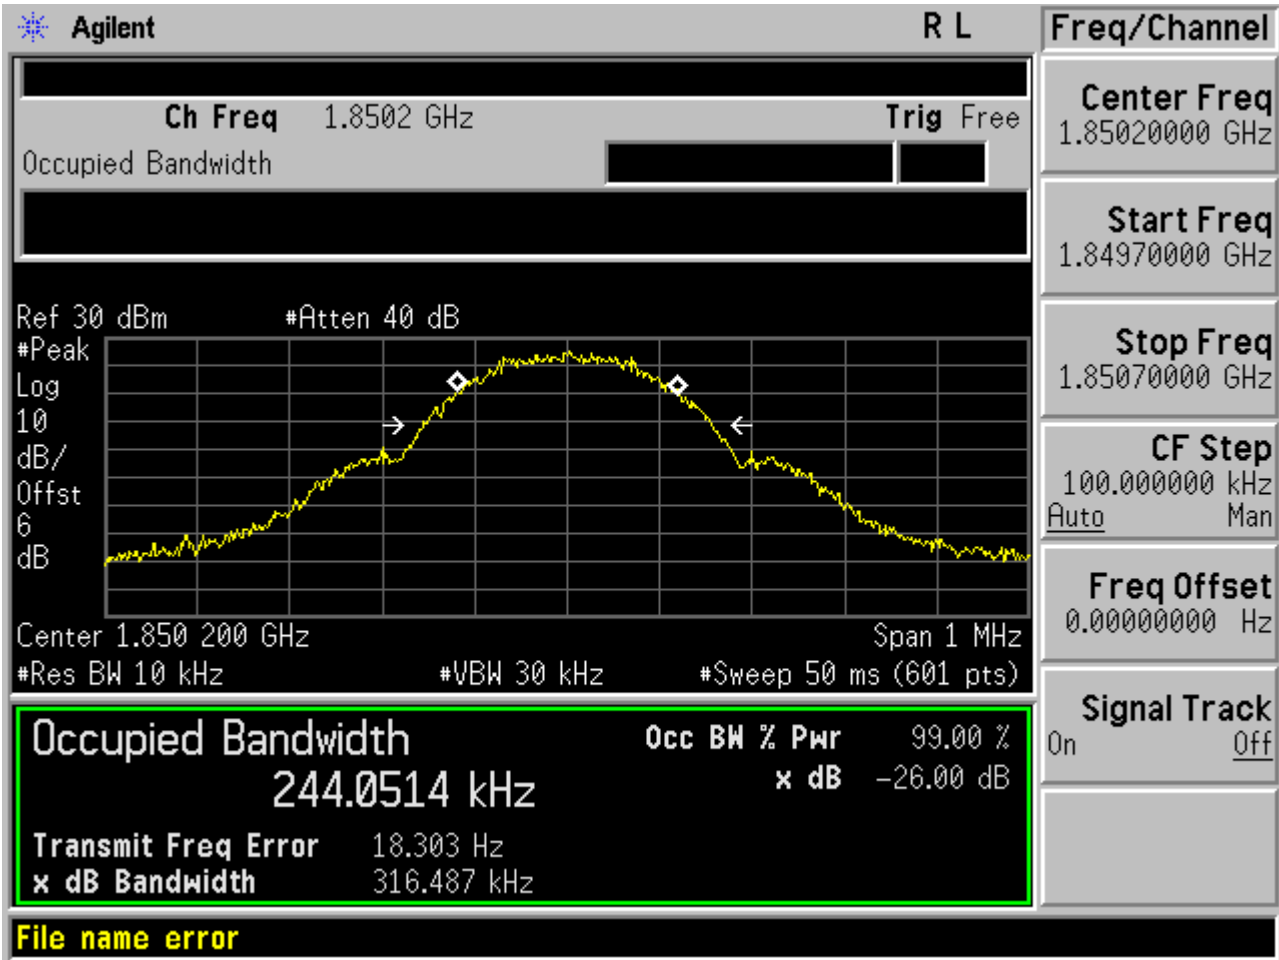 Agilent R L Freq/Channel
Ch Freq 1.8502 GHz Trig Free
Occupied Bandwidth
Center Freq
1.85020000 GHz
Start Freq
1.84970000 GHz
Stop Freq
1.85070000 GHz
CF Step
100.000000 kHz
Auto Man
Freq Offset
0.00000000 Hz
Signal Track
On Off
Ref 30 dBm #Atten 40 dB
#Peak
Log
10
dB/
Offst
6
dB
Center 1.850 200 GHz Span 1 MHz
#Res BW 10 kHz #VBW 30 kHz #Sweep 50 ms (601 pts)
Occupied Bandwidth Occ BW % Pwr 99.00 %
244.0514 kHz x dB -26.00 dB
Transmit Freq Error 18.303 Hz
x dB Bandwidth 316.487 kHz
File name error